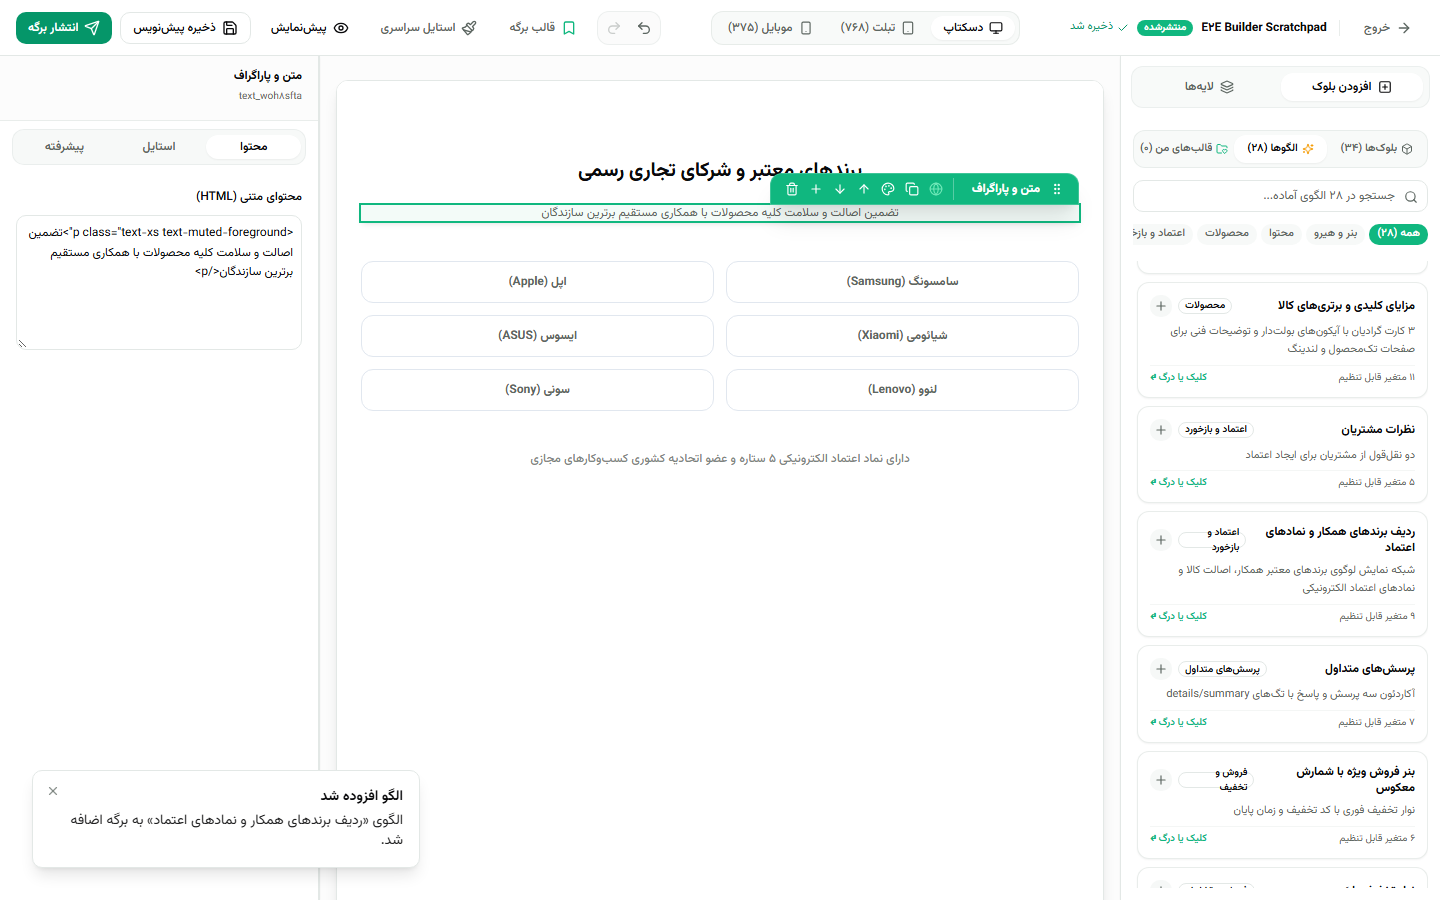 خروج
E۲E Builder Scratchpad
منتشرشده
ذخیره شد
دسکتاپ
تبلت (۷۶۸)
موبایل (۳۷۵)
قالب برگه
استایل سراسری
پیش‌نمایش
ذخیره پیش‌نویس
انتشار برگه
افزودن بلوک
لایه‌ها
بلوک‌ها (۳۴)
الگوها (۲۸)
قالب‌های من (۰)
جستجو در ۲۸ الگوی آماده...
همه (۲۸)
بنر و هیرو
محتوا
محصولات
اعتماد و بازخ
مزایای کلیدی و برتری‌های کالا
محصولات
۳ کارت گرادیان با آیکون‌های بولت‌دار و توضیحات فنی برای
صفحات تک‌محصول و لندینگ
۱۱ متغیر قابل تنظیم
کلیک یا درگ
نظرات مشتریان
اعتماد و بازخورد
دو نقل‌قول از مشتریان برای ایجاد اعتماد
۵ متغیر قابل تنظیم
کلیک یا درگ
ردیف برندهای همکار و نمادهای
اعتماد
اعتماد و
بازخورد
شبکه نمایش لوگوی برندهای معتبر همکار، اصالت کالا و
نمادهای اعتماد الکترونیکی
۹ متغیر قابل تنظیم
کلیک یا درگ
پرسش‌های متداول
پرسش‌های متداول
آکاردئون سه پرسش و پاسخ با تگ‌های details/summary
۷ متغیر قابل تنظیم
کلیک یا درگ
بنر فروش ویژه با شمارش
معکوس
فروش و
تخفیف
نوار تخفیف فوری با کد تخفیف و زمان پایان
۶ متغیر قابل تنظیم
کلیک یا درگ
برندهای معتبر و شرکای تجاری رسمی
متن و پاراگراف
تضمین اصالت و سلامت کلیه محصولات با همکاری مستقیم برترین سازندگان
سامسونگ (Samsung)
اپل (Apple)
شیائومی (Xiaomi)
ایسوس (ASUS)
لنوو (Lenovo)
سونی (Sony)
دارای نماد اعتماد الکترونیکی ۵ ستاره و عضو اتحادیه کشوری کسب‌وکارهای مجازی
متن و پاراگراف
text_woh۸sfta
محتوا
استایل
پیشرفته
محتوای متنی (HTML)
<p class="text-xs text-muted-foreground">تضمین
اصالت و سلامت کلیه محصولات با همکاری مستقیم
برترین سازندگان</p>
الگو افزوده شد
الگوی «ردیف برندهای همکار و نمادهای اعتماد» به برگه اضافه
شد.